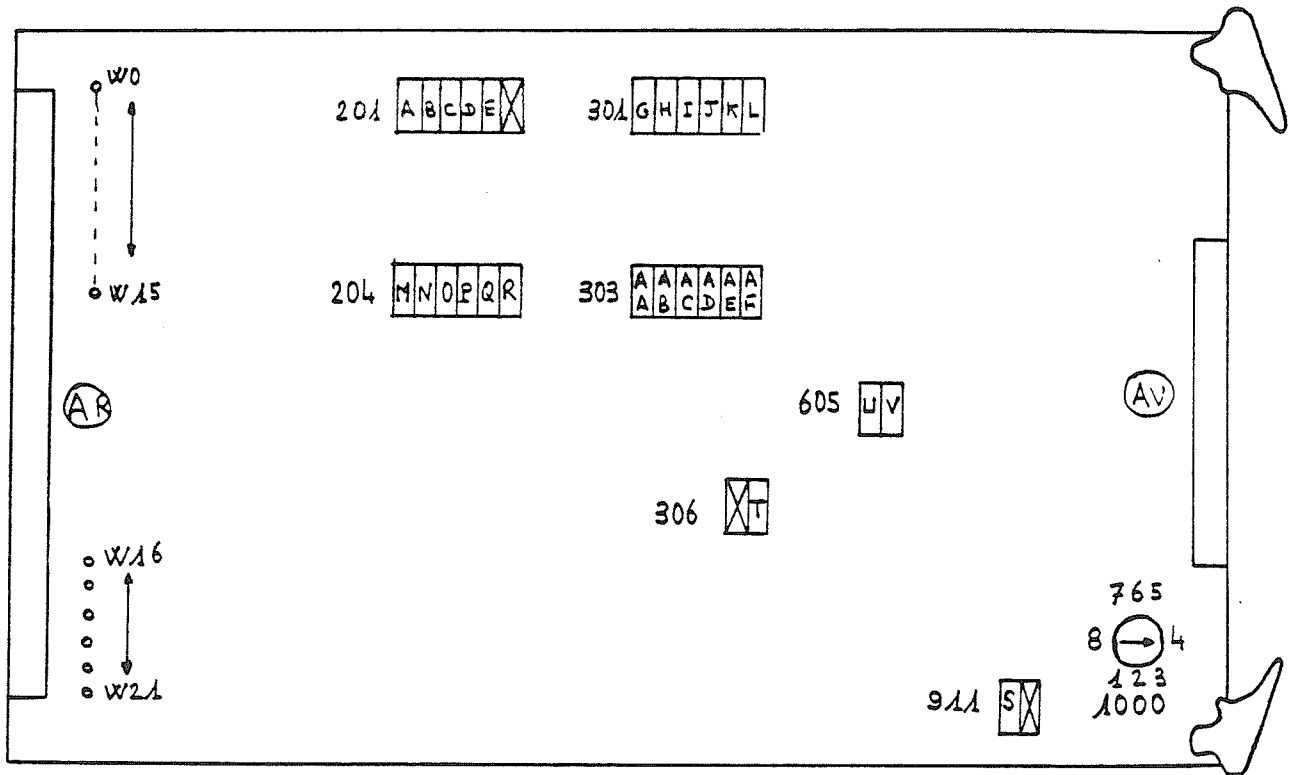 W0
201 A B C D E
301 G H I J K L
W15
204 M N O P Q R
303 A A A A A A
A B C D E F
AR
605 U V
AV
306 T
W16
7 6 5
8 4
1 2 3
1000
W21
911 S